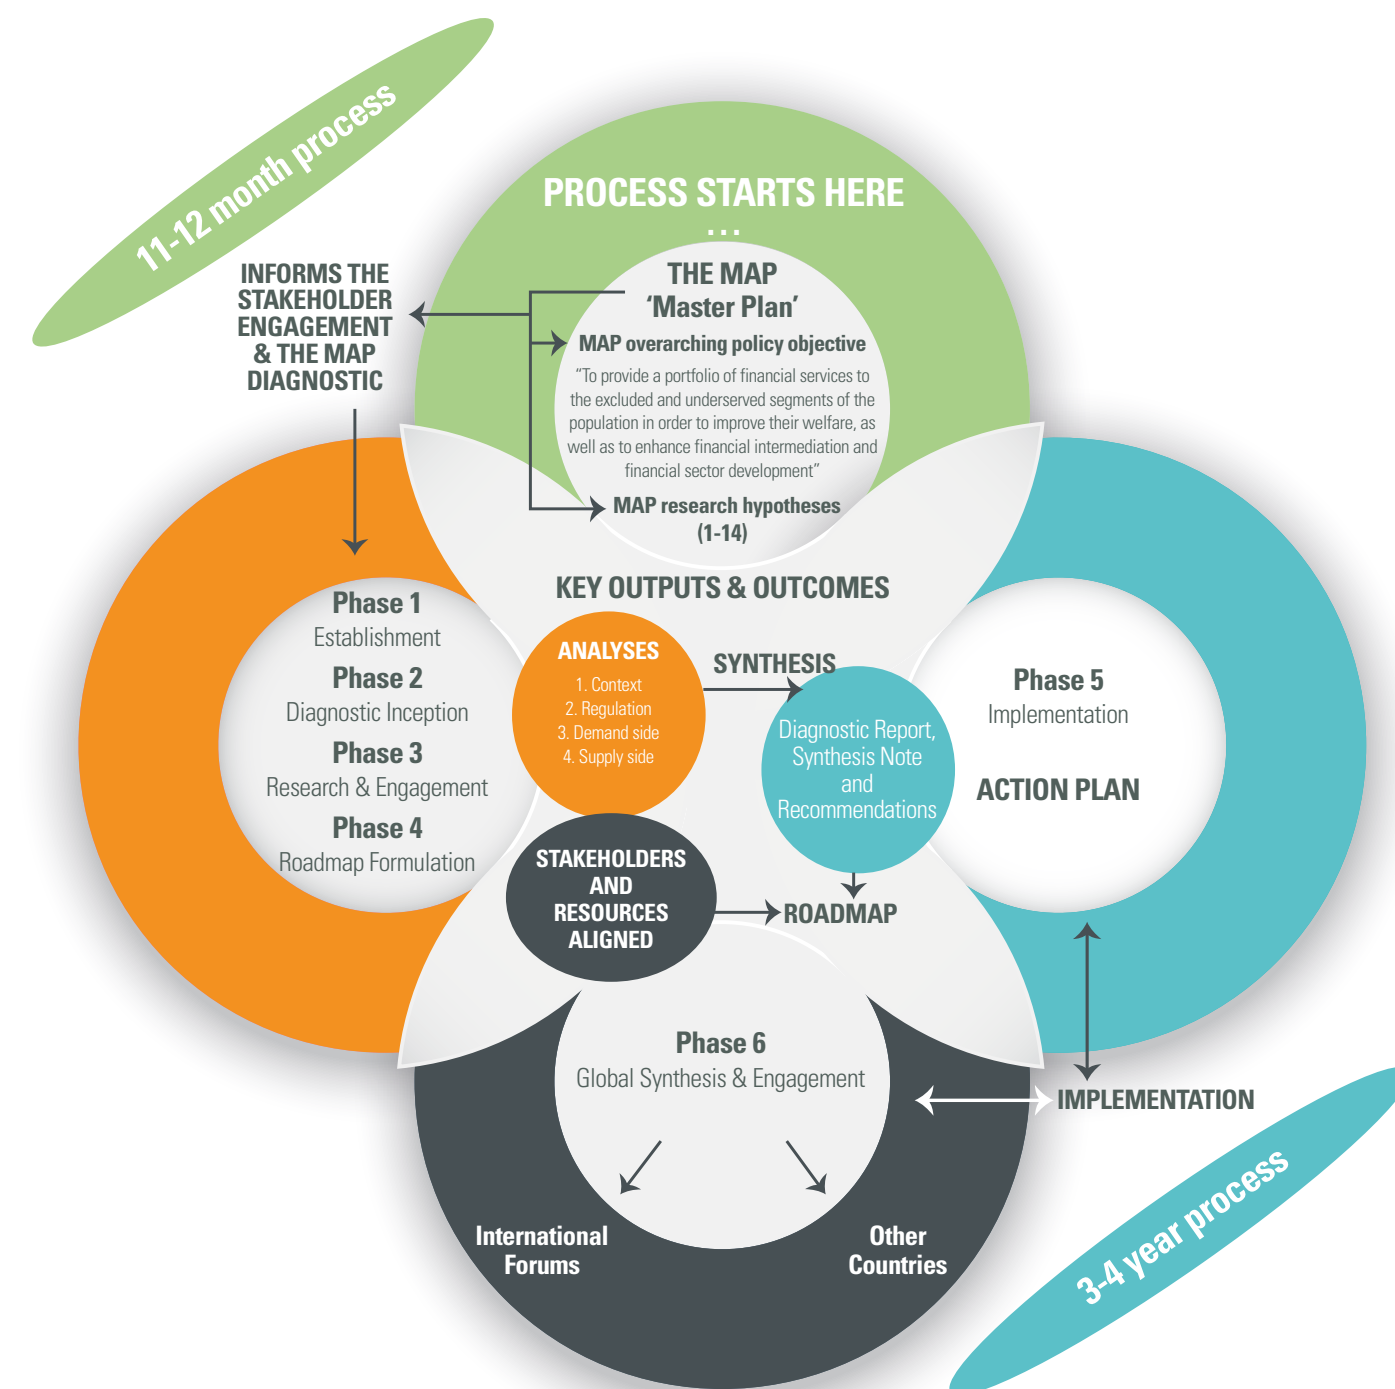 11-12 month process
PROCESS STARTS HERE
...
THE MAP
‘Master Plan’
MAP overarching policy objective
“To provide a portfolio of financial services to
the excluded and underserved segments of the
population in order to improve their welfare, as
well as to enhance financial intermediation and
financial sector development”
MAP research hypotheses
(1-14)
INFORMS THE
STAKEHOLDER
ENGAGEMENT
& THE MAP
DIAGNOSTIC
Phase 1
Establishment
Phase 2
Diagnostic Inception
Phase 3
Research & Engagement
Phase 4
Roadmap Formulation
KEY OUTPUTS & OUTCOMES
ANALYSES
1. Context
2. Regulation
3. Demand side
4. Supply side
SYNTHESIS
Diagnostic Report,
Synthesis Note
and
Recommendations
STAKEHOLDERS
AND
RESOURCES
ALIGNED
ROADMAP
Phase 5
Implementation
ACTION PLAN
Phase 6
Global Synthesis & Engagement
International
Forums
Other
Countries
IMPLEMENTATION
3-4 year process